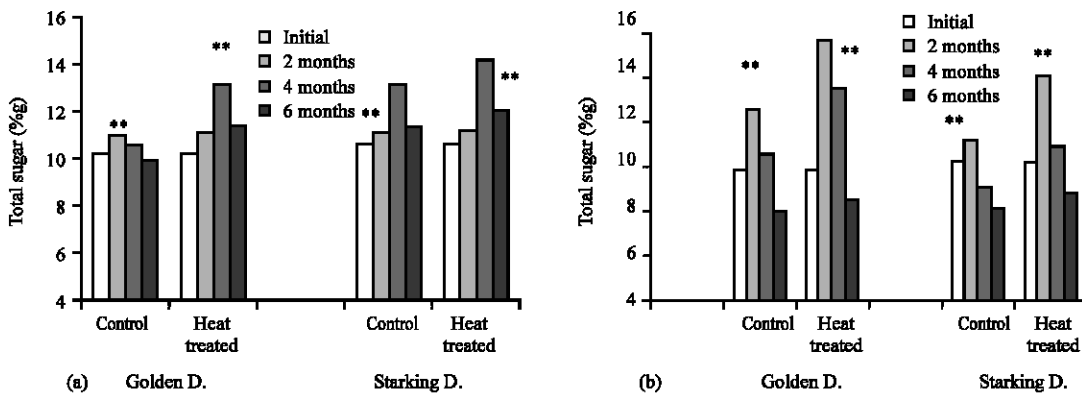 16
14
12
10
8
6
4
Total sugar (%g)
Initial
2 months
4 months
6 months
**
**
**
**
Control
Heat
treated
Control
Heat
treated
(a)
Golden D.
Starking D.
16
14
12
10
8
6
4
Total sugar (%g)
Initial
2 months
4 months
6 months
**
**
**
**
Control
Heat
treated
Control
Heat
treated
(b)
Golden D.
Starking D.